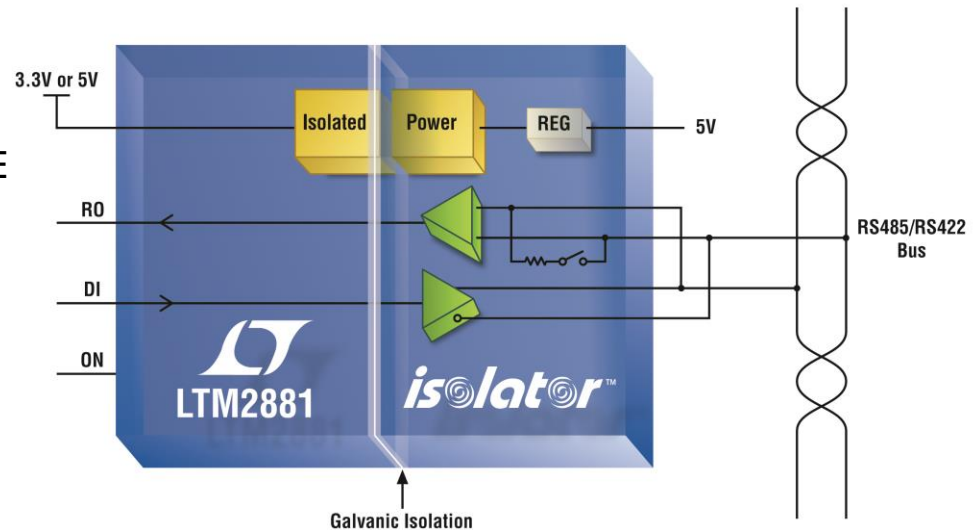 3.3V or 5V
Isolated
Power
REG
5V
E
RO
RS485/RS422
Bus
DI
ON
LTM2881
isolator™
Galvanic Isolation